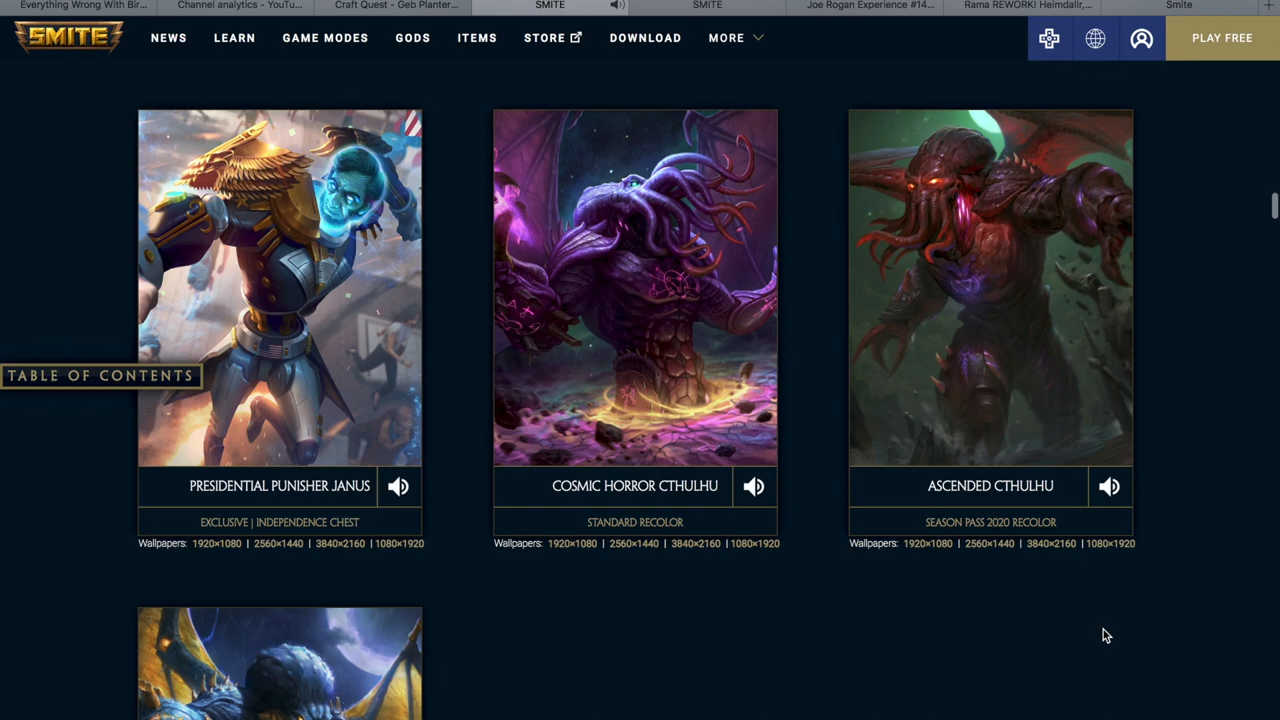 Everything Wrong With Bir... Channel analytics - YouTu... Craft Quest - Geb Planter... SMITE SMITE Joe Rogan Experience #14... Rama REWORK! Heimdallr,... Smite
SMITE NEWS LEARN GAME MODES GODS ITEMS STORE DOWNLOAD MORE PLAY FREE
TABLE OF CONTENTS
PRESIDENTIAL PUNISHER JANUS
EXCLUSIVE | INDEPENDENCE CHEST
Wallpapers: 1920×1080 | 2560×1440 | 3840×2160 | 1080×1920
COSMIC HORROR CTHULHU
STANDARD RECOLOR
Wallpapers: 1920×1080 | 2560×1440 | 3840×2160 | 1080×1920
ASCENDED CTHULHU
SEASON PASS 2020 RECOLOR
Wallpapers: 1920×1080 | 2560×1440 | 3840×2160 | 1080×1920